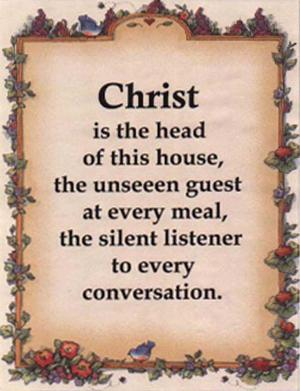 Christ
is the head
of this house,
the unseeen guest
at every meal,
the silent listener
to every
conversation.